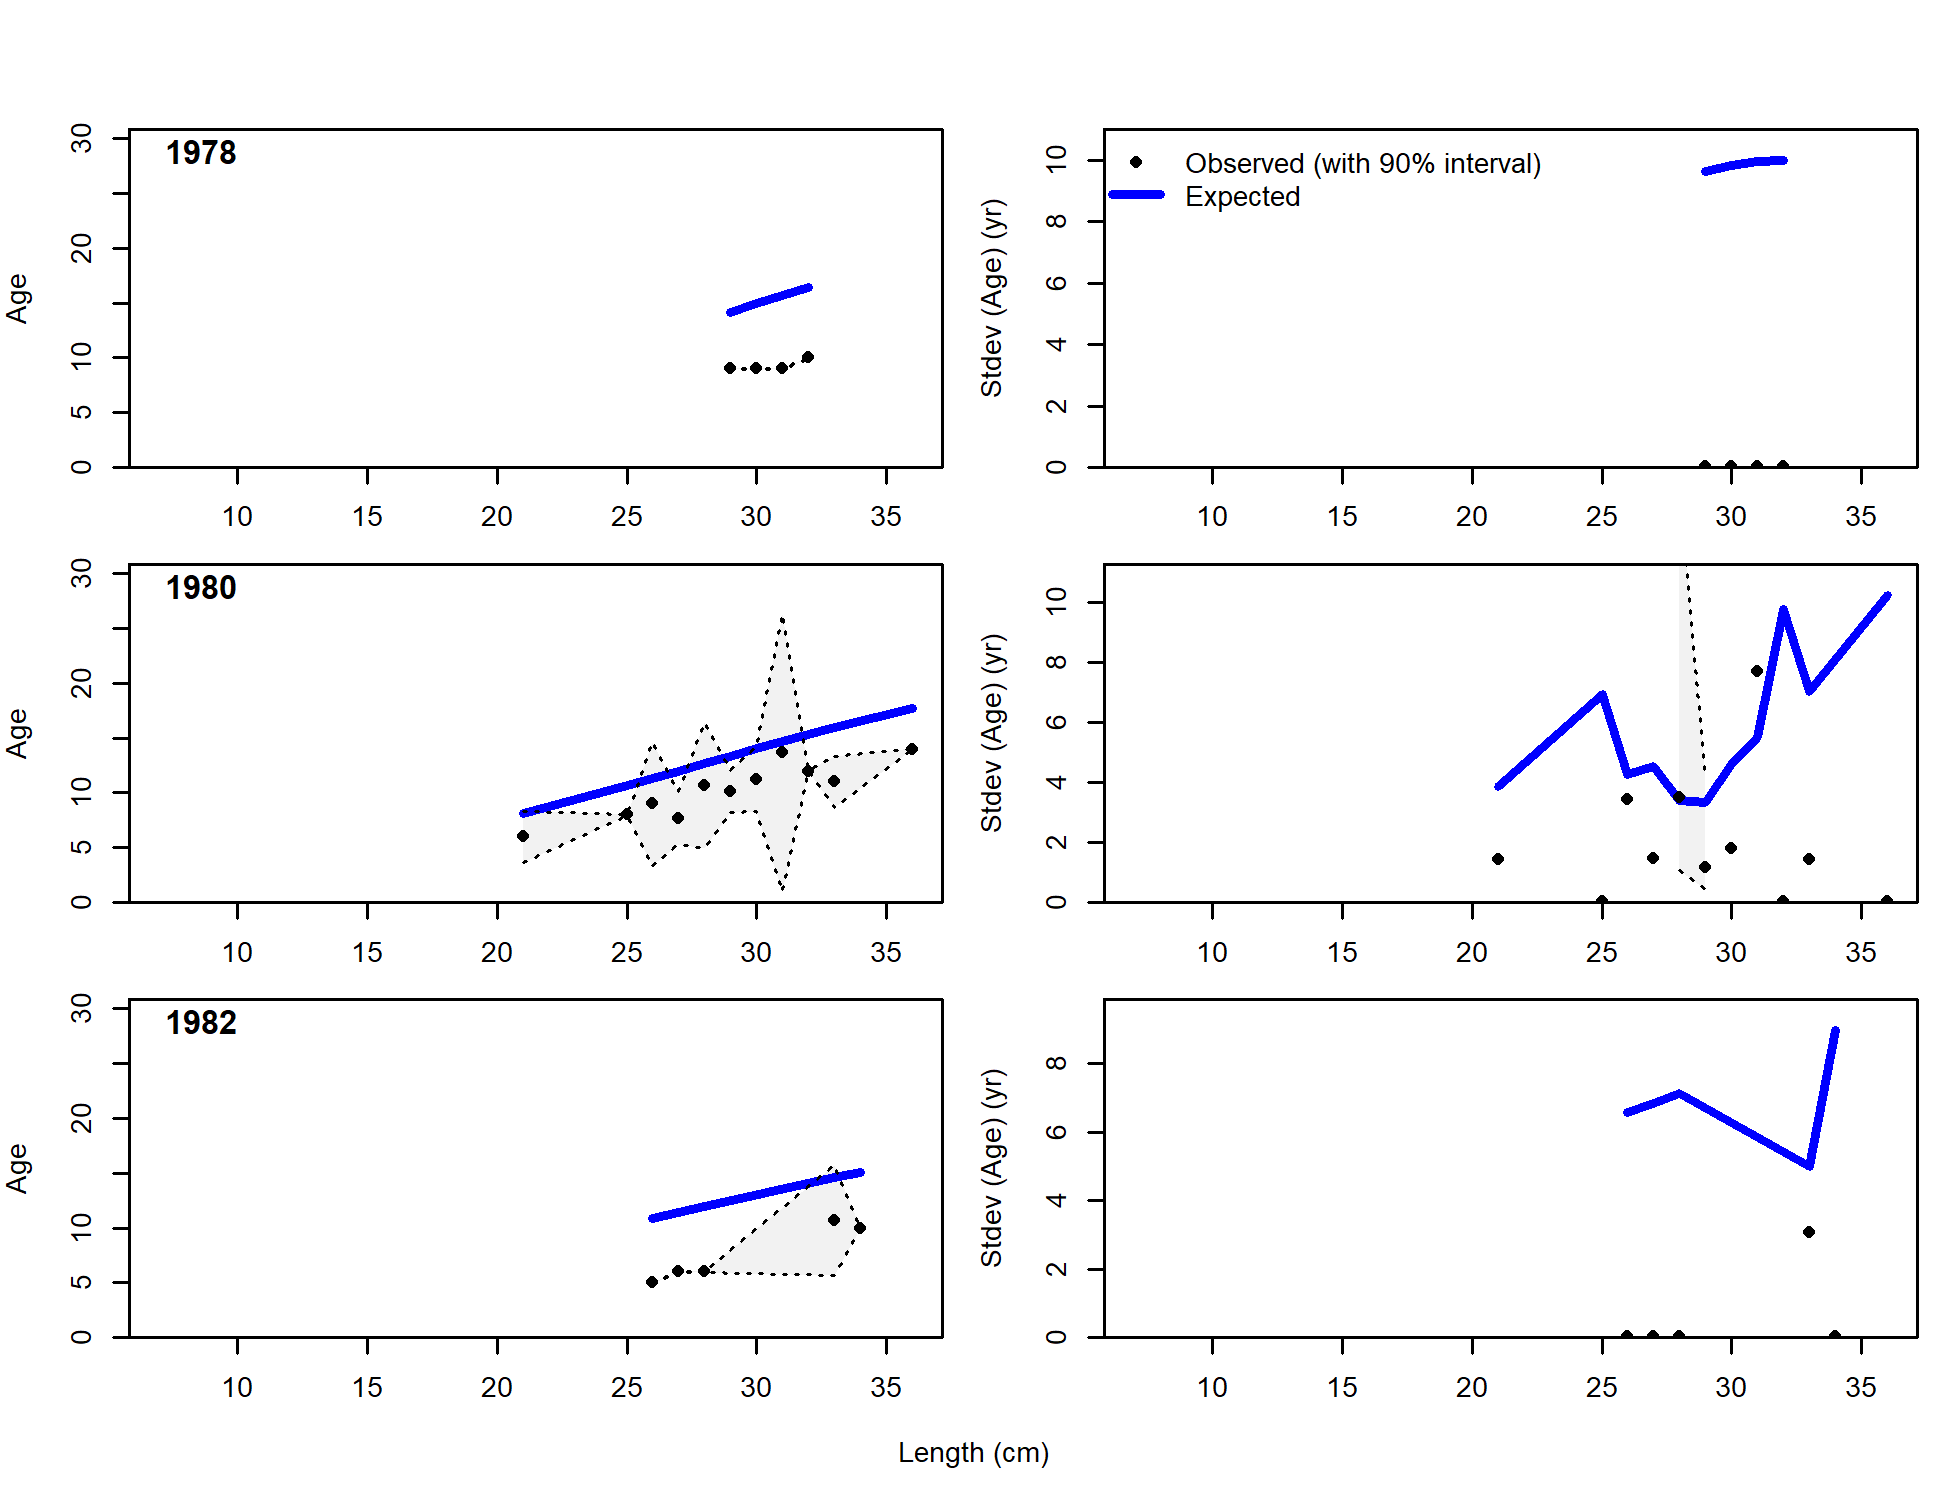 1978
Age
0 5 10 20 30
10 15 20 25 30 35
Observed (with 90% interval)
Expected
Stdev (Age) (yr)
0 2 4 6 8 10
10 15 20 25 30 35
1980
Age
0 5 10 20 30
10 15 20 25 30 35
Stdev (Age) (yr)
0 2 4 6 8 10
10 15 20 25 30 35
1982
Age
0 5 10 20 30
10 15 20 25 30 35
Stdev (Age) (yr)
0 2 4 6 8
10 15 20 25 30 35
Length (cm)